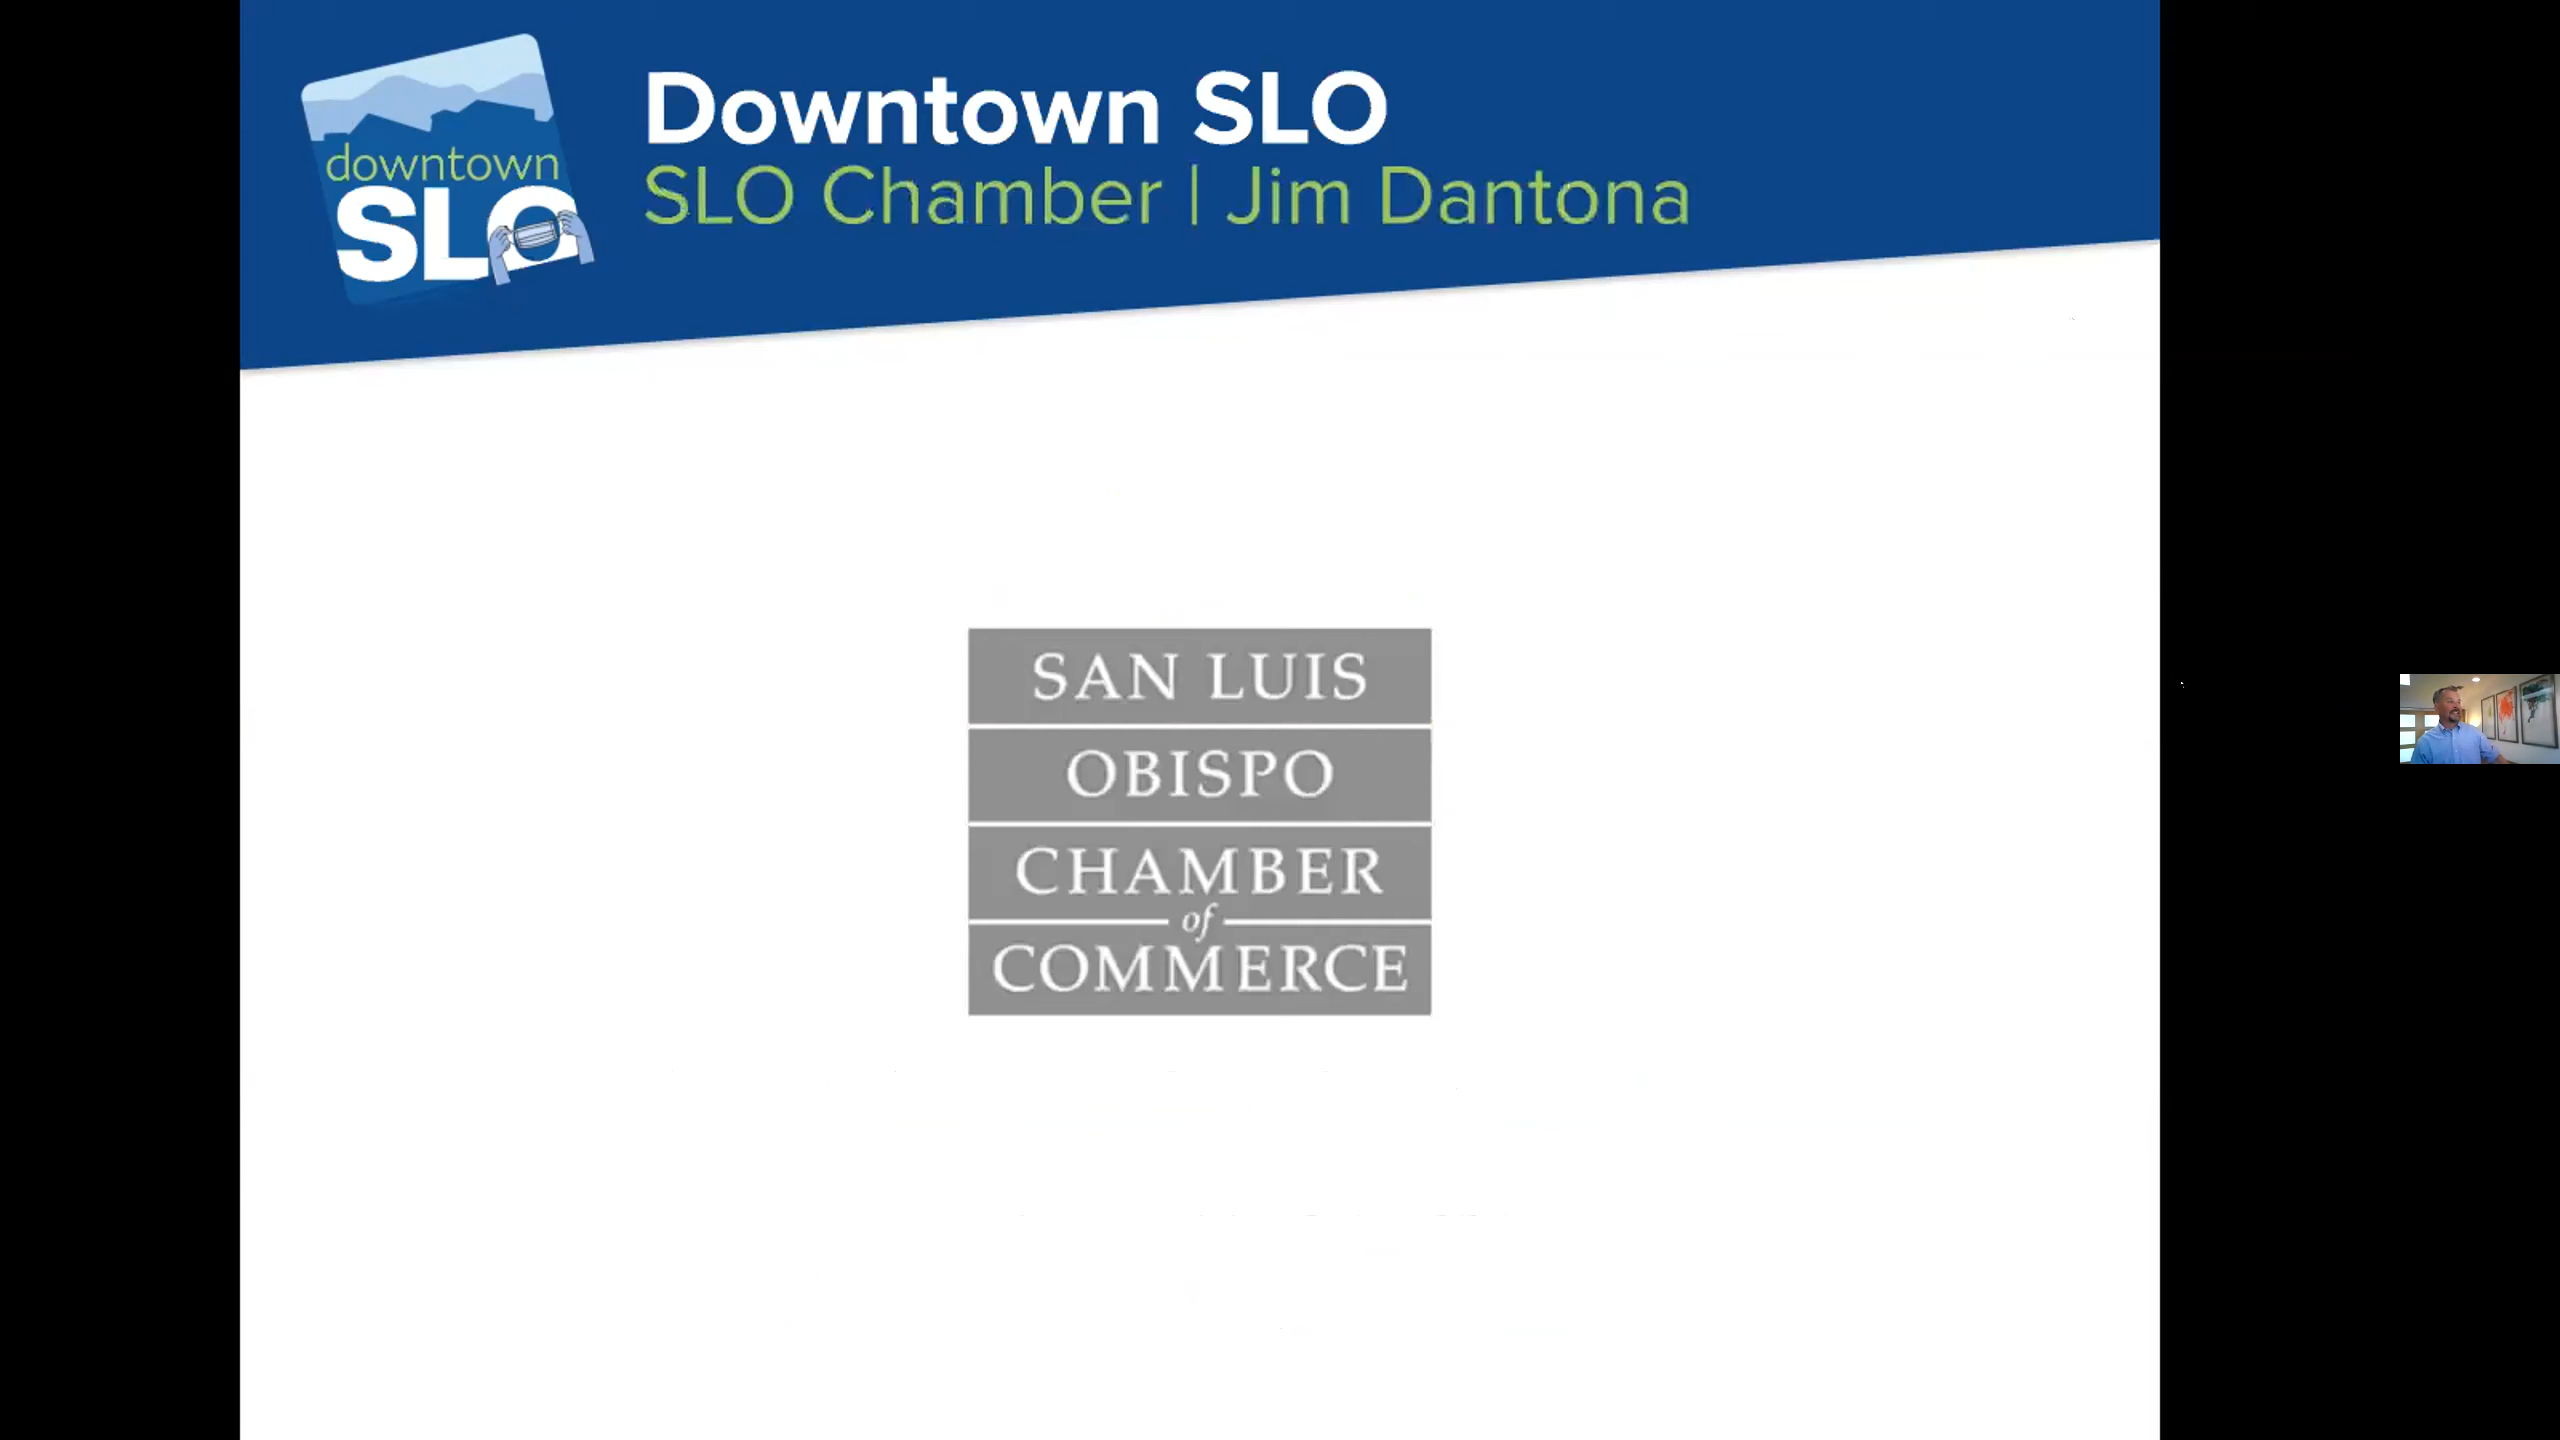 downtown
SLO
Downtown SLO
SLO Chamber | Jim Dantona
SAN LUIS
OBISPO
CHAMBER
of
COMMERCE